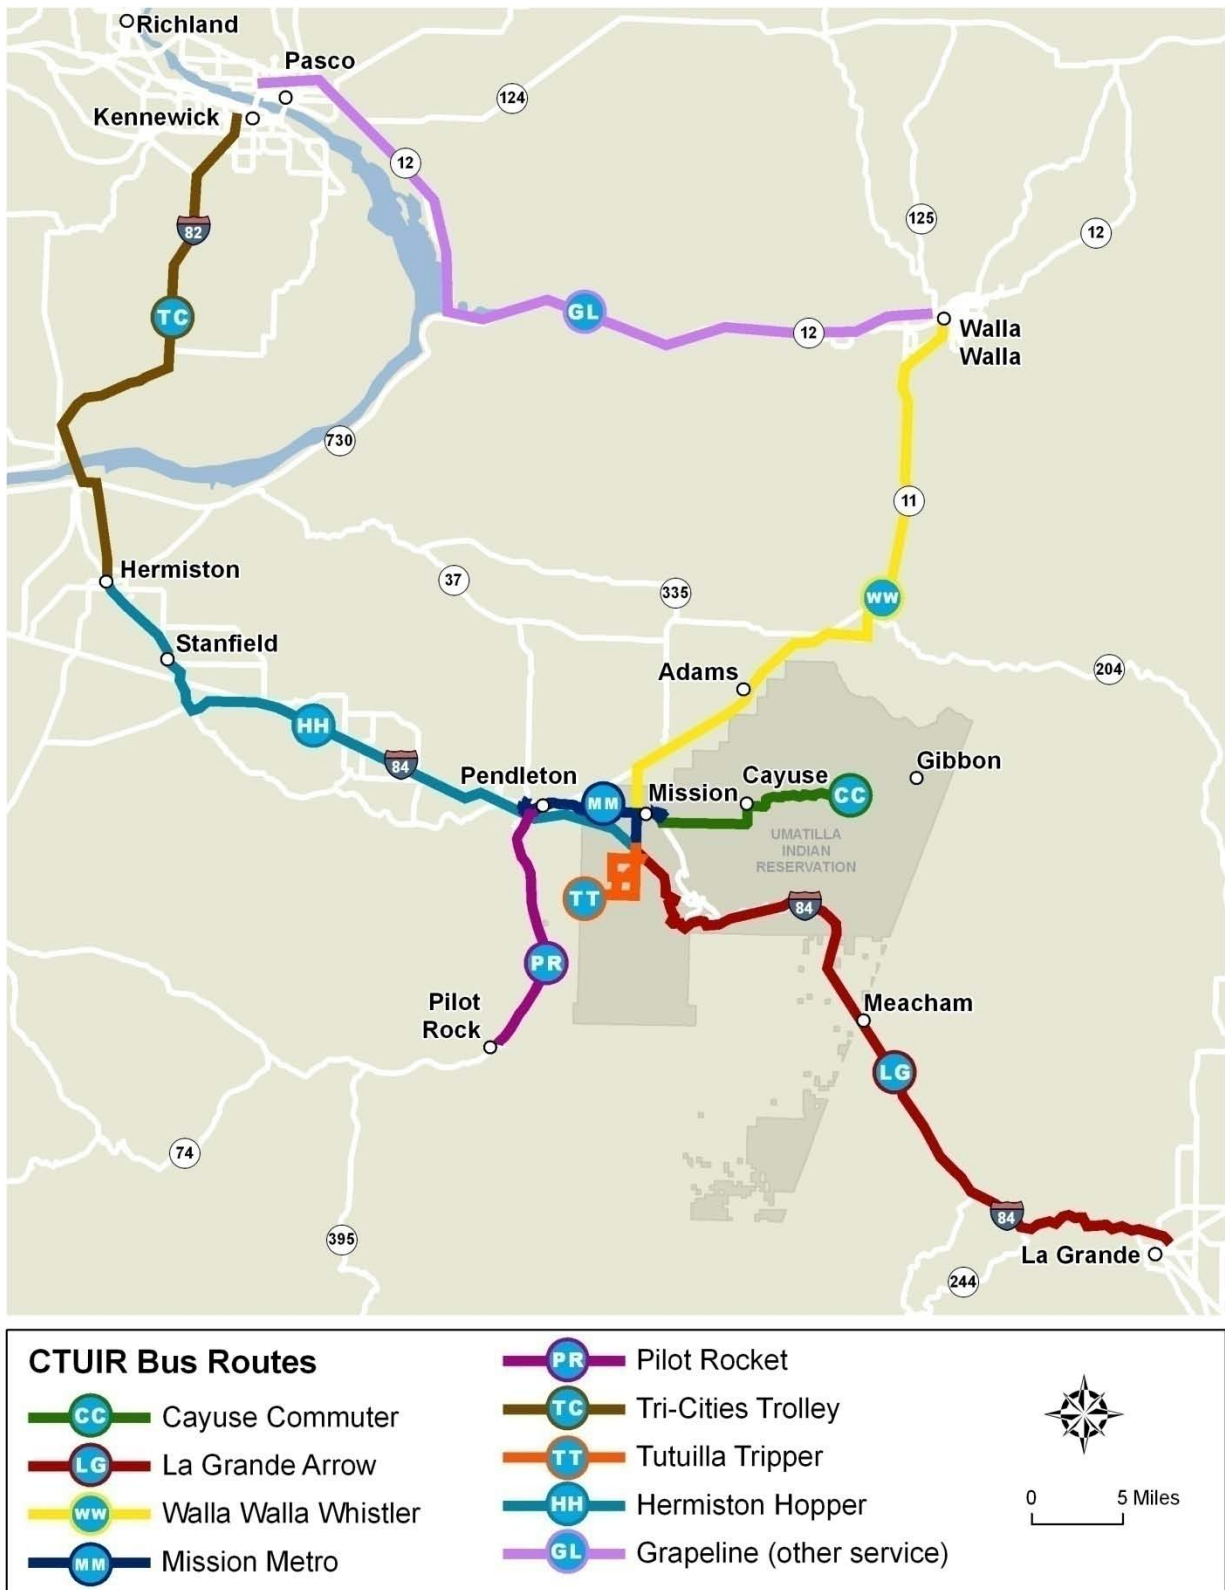 Richland
Pasco
Kennewick
124
12
125
12
82
TC
GL
12
Walla
Walla
730
11
Hermiston
37
335
WW
Stanfield
Adams
204
HH
84
Pendleton
MM
Mission
Cayuse
CC
Gibbon
UMATILLA
INDIAN
RESERVATION
TT
84
PR
Pilot
Rock
Meacham
LG
74
395
84
La Grande
244
CTUIR Bus Routes
CC Cayuse Commuter
LG La Grande Arrow
WW Walla Walla Whistler
MM Mission Metro
PR Pilot Rocket
TC Tri-Cities Trolley
TT Tutuilla Tripper
HH Hermiston Hopper
GL Grapeline (other service)
0 5 Miles